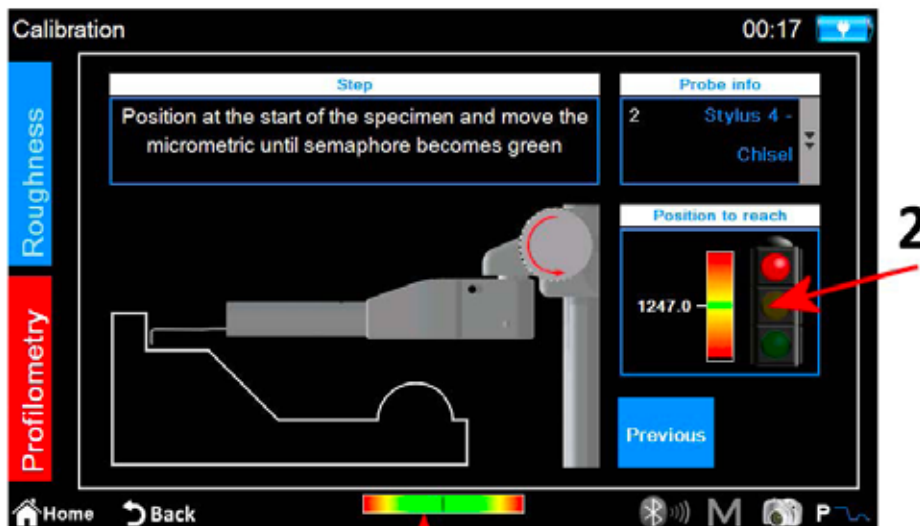 Calibration 00:17
Step
Position at the start of the specimen and move the
micrometric until semaphore becomes green
Probe info
2 Stylus 4 -
Chisel
Roughness
Profilometry
Position to reach
1247.0
2
Previous
Home Back M P